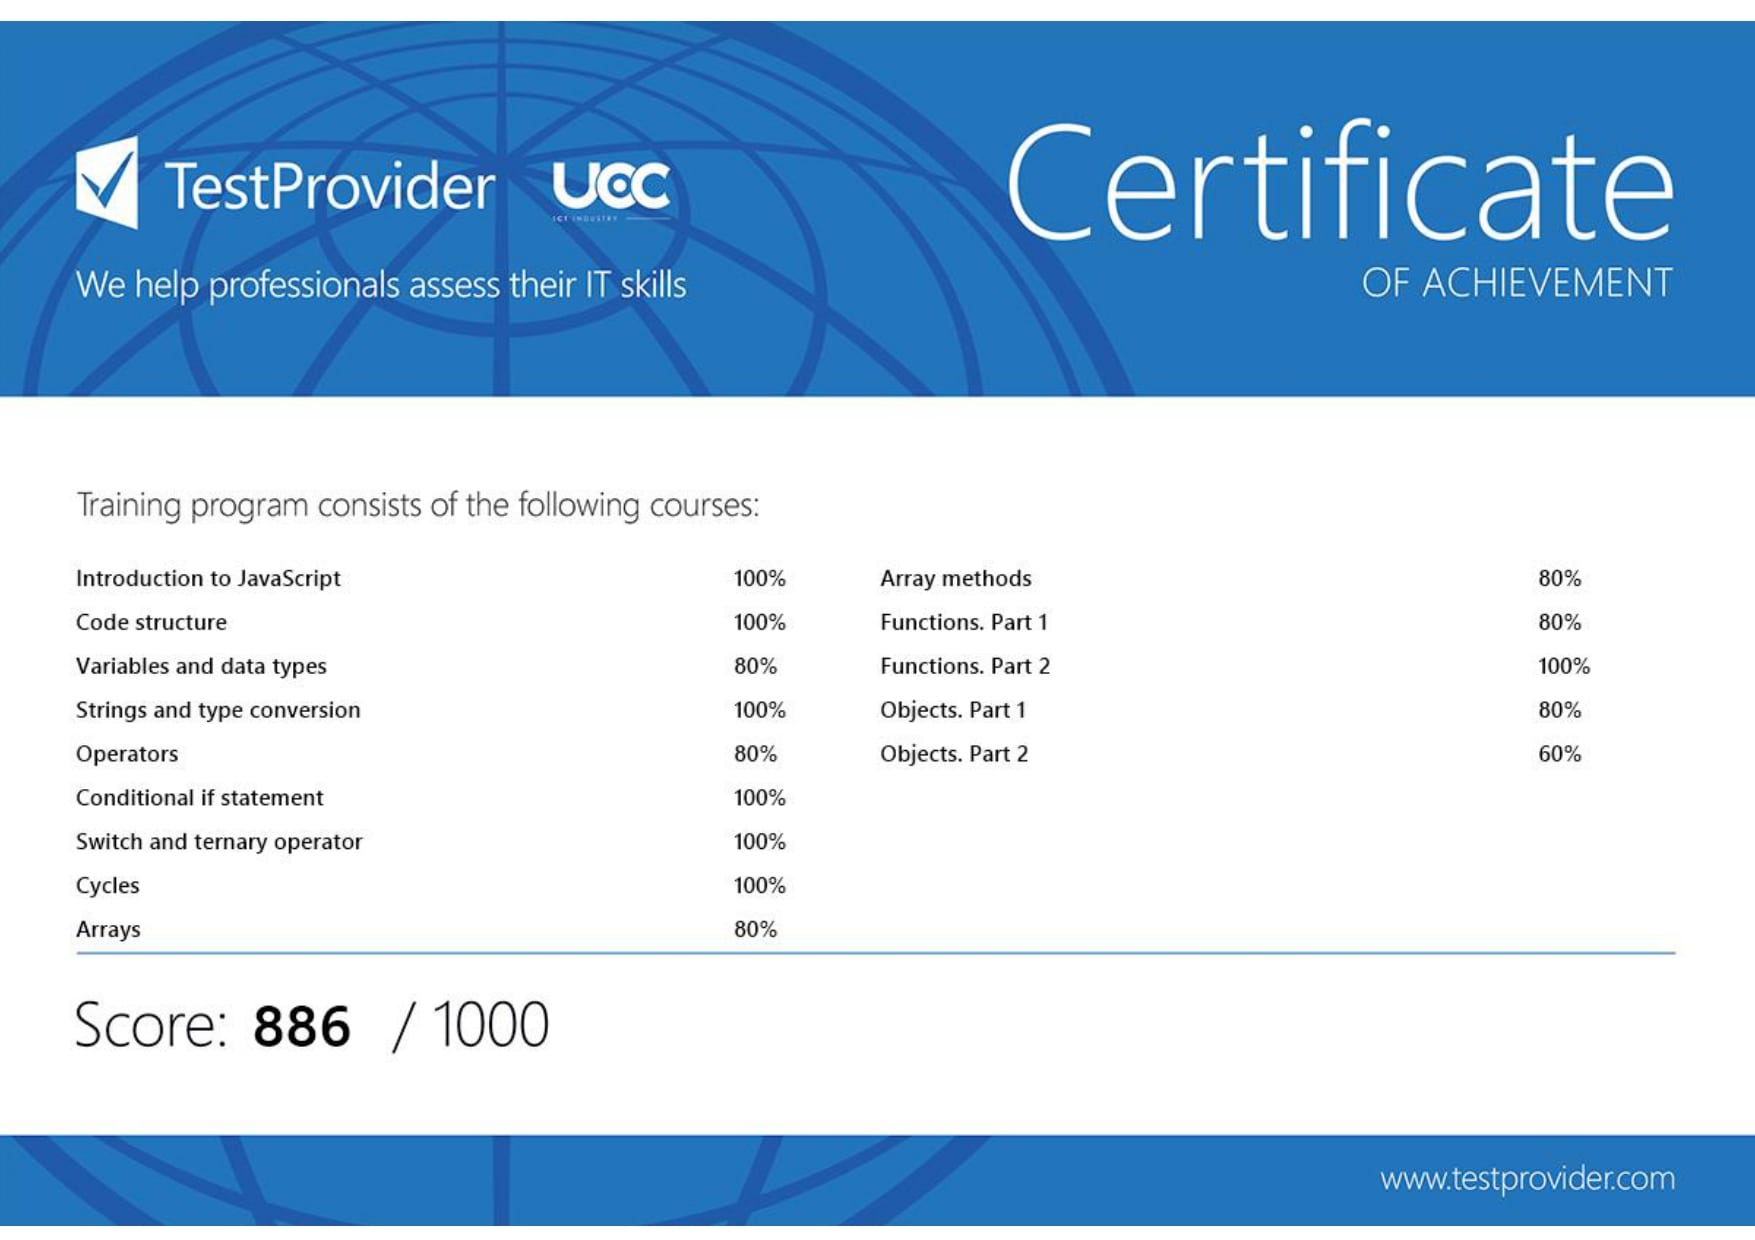 TestProvider
UCC
ICT INDUSTRY
We help professionals assess their IT skills
Certificate
OF ACHIEVEMENT
Training program consists of the following courses:
Introduction to JavaScript 100%
Code structure 100%
Variables and data types 80%
Strings and type conversion 100%
Operators 80%
Conditional if statement 100%
Switch and ternary operator 100%
Cycles 100%
Arrays 80%
Array methods 80%
Functions. Part 1 80%
Functions. Part 2 100%
Objects. Part 1 80%
Objects. Part 2 60%
Score: 886 / 1000
www.testprovider.com